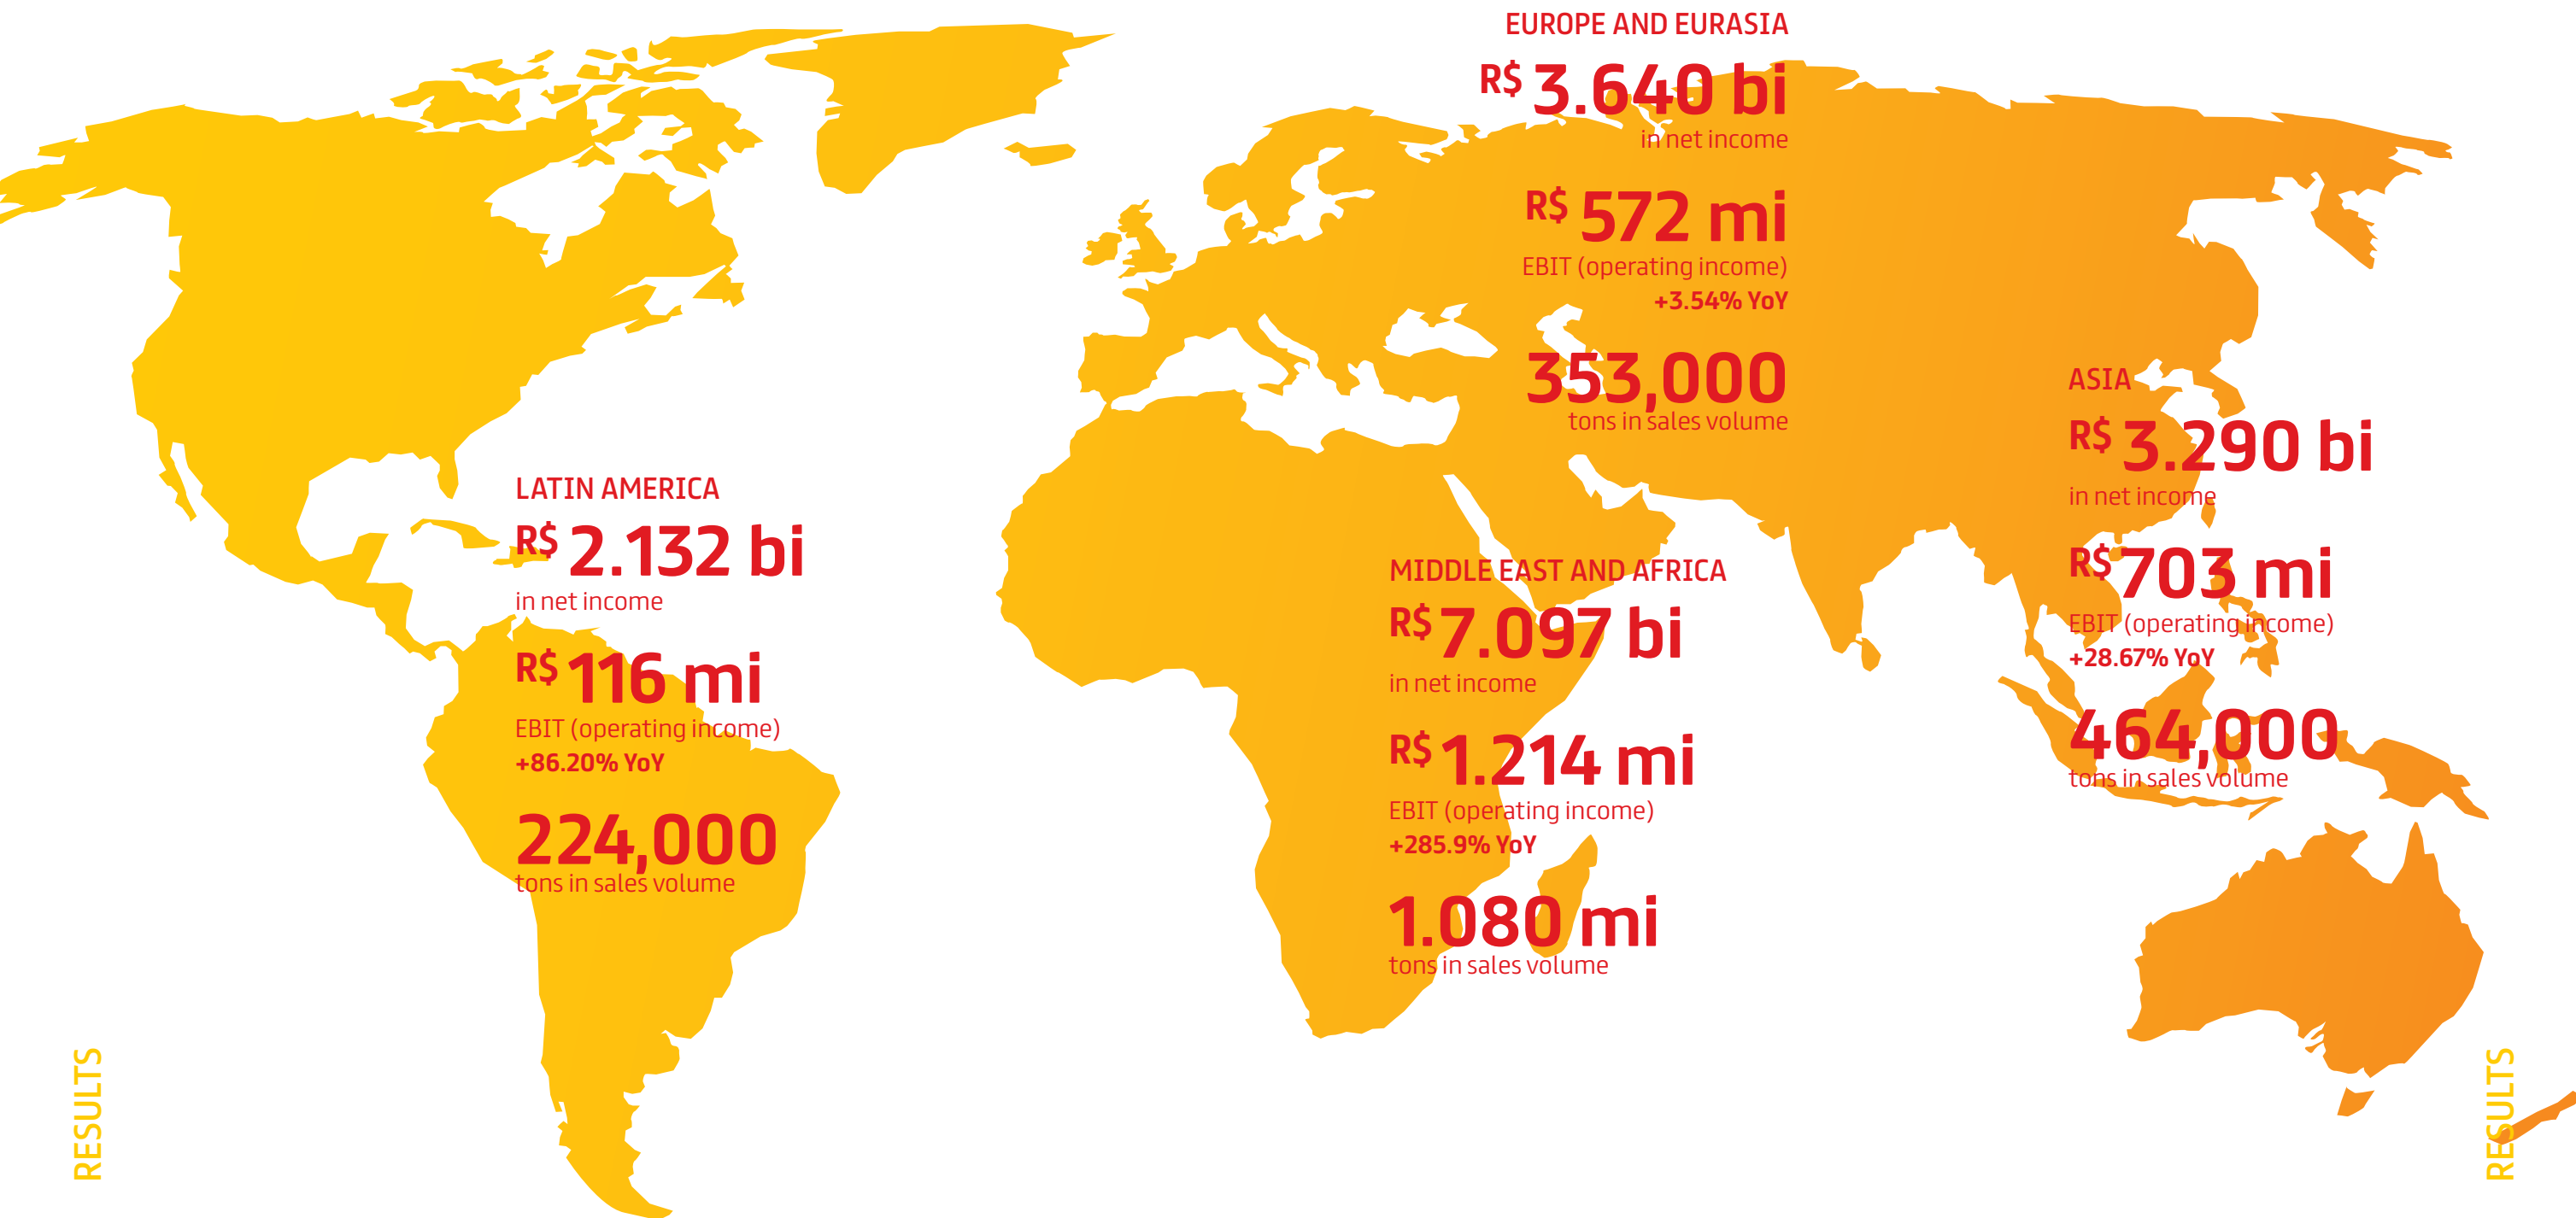 EUROPE AND EURASIA
R$ 3.640 bi
in net income
R$ 572 mi
EBIT (operating income)
+3.54% YoY
353,000
tons in sales volume
ASIA
R$ 3.290 bi
in net income
R$ 703 mi
EBIT (operating income)
+28.67% YoY
464,000
tons in sales volume
LATIN AMERICA
R$ 2.132 bi
in net income
R$ 116 mi
EBIT (operating income)
+86.20% YoY
224,000
tons in sales volume
MIDDLE EAST AND AFRICA
R$ 7.097 bi
in net income
R$ 1.214 mi
EBIT (operating income)
+285.9% YoY
1.080 mi
tons in sales volume
RESULTS
RESULTS